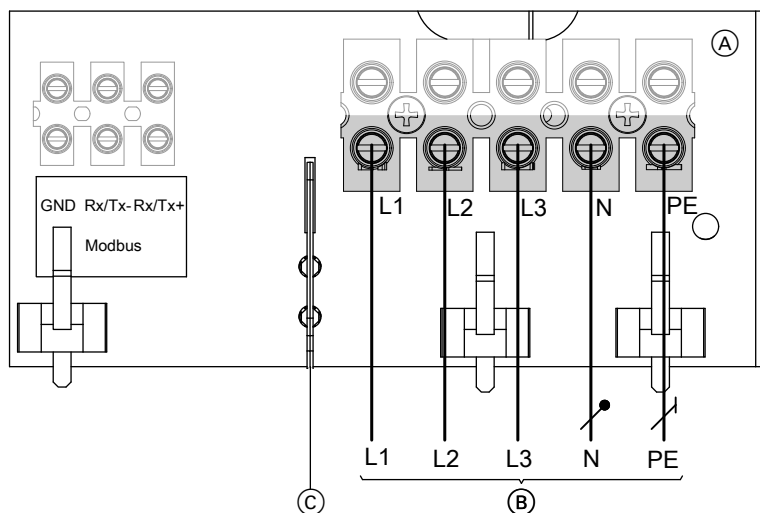 A
L1 L2 L3 N PE
GND Rx/Tx- Rx/Tx+
Modbus
L1 L2 L3 N PE
C B